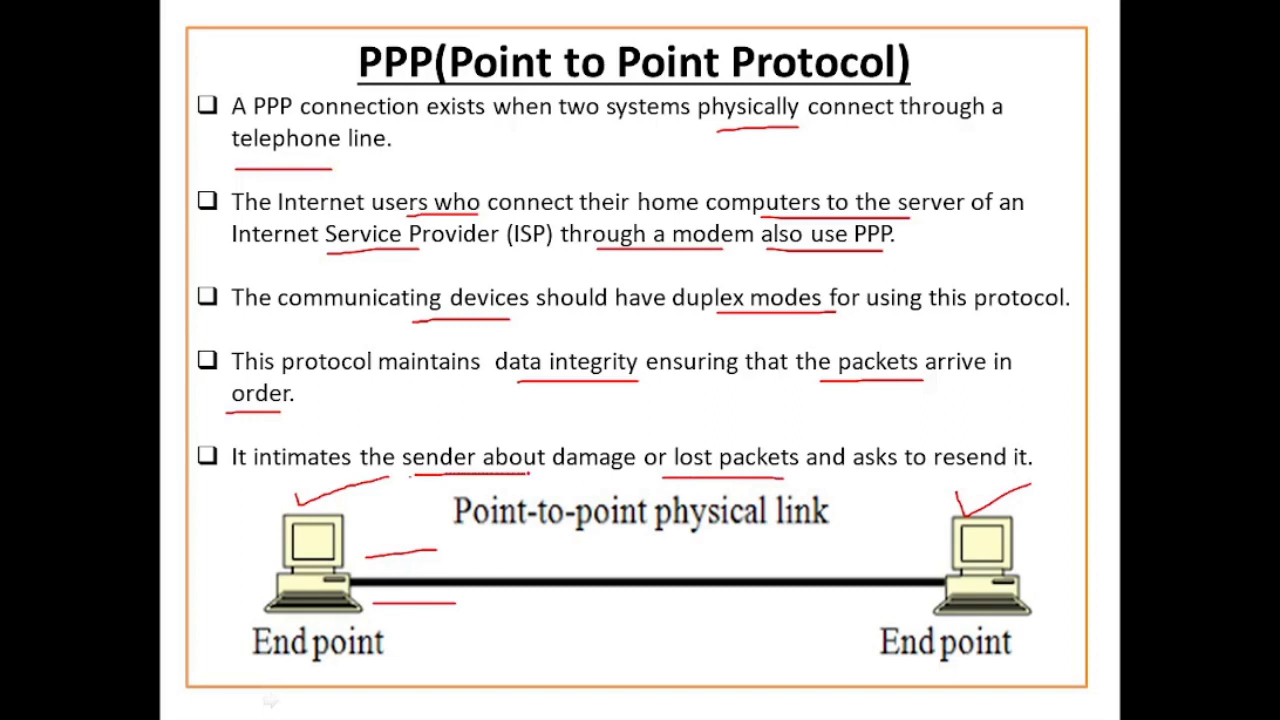 PPP(Point to Point Protocol)
A PPP connection exists when two systems physically connect through a
telephone line.
The Internet users who connect their home computers to the server of an
Internet Service Provider (ISP) through a modem also use PPP.
The communicating devices should have duplex modes for using this protocol.
This protocol maintains data integrity ensuring that the packets arrive in
order.
It intimates the sender about damage or lost packets and asks to resend it.
Point-to-point physical link
End point
End point